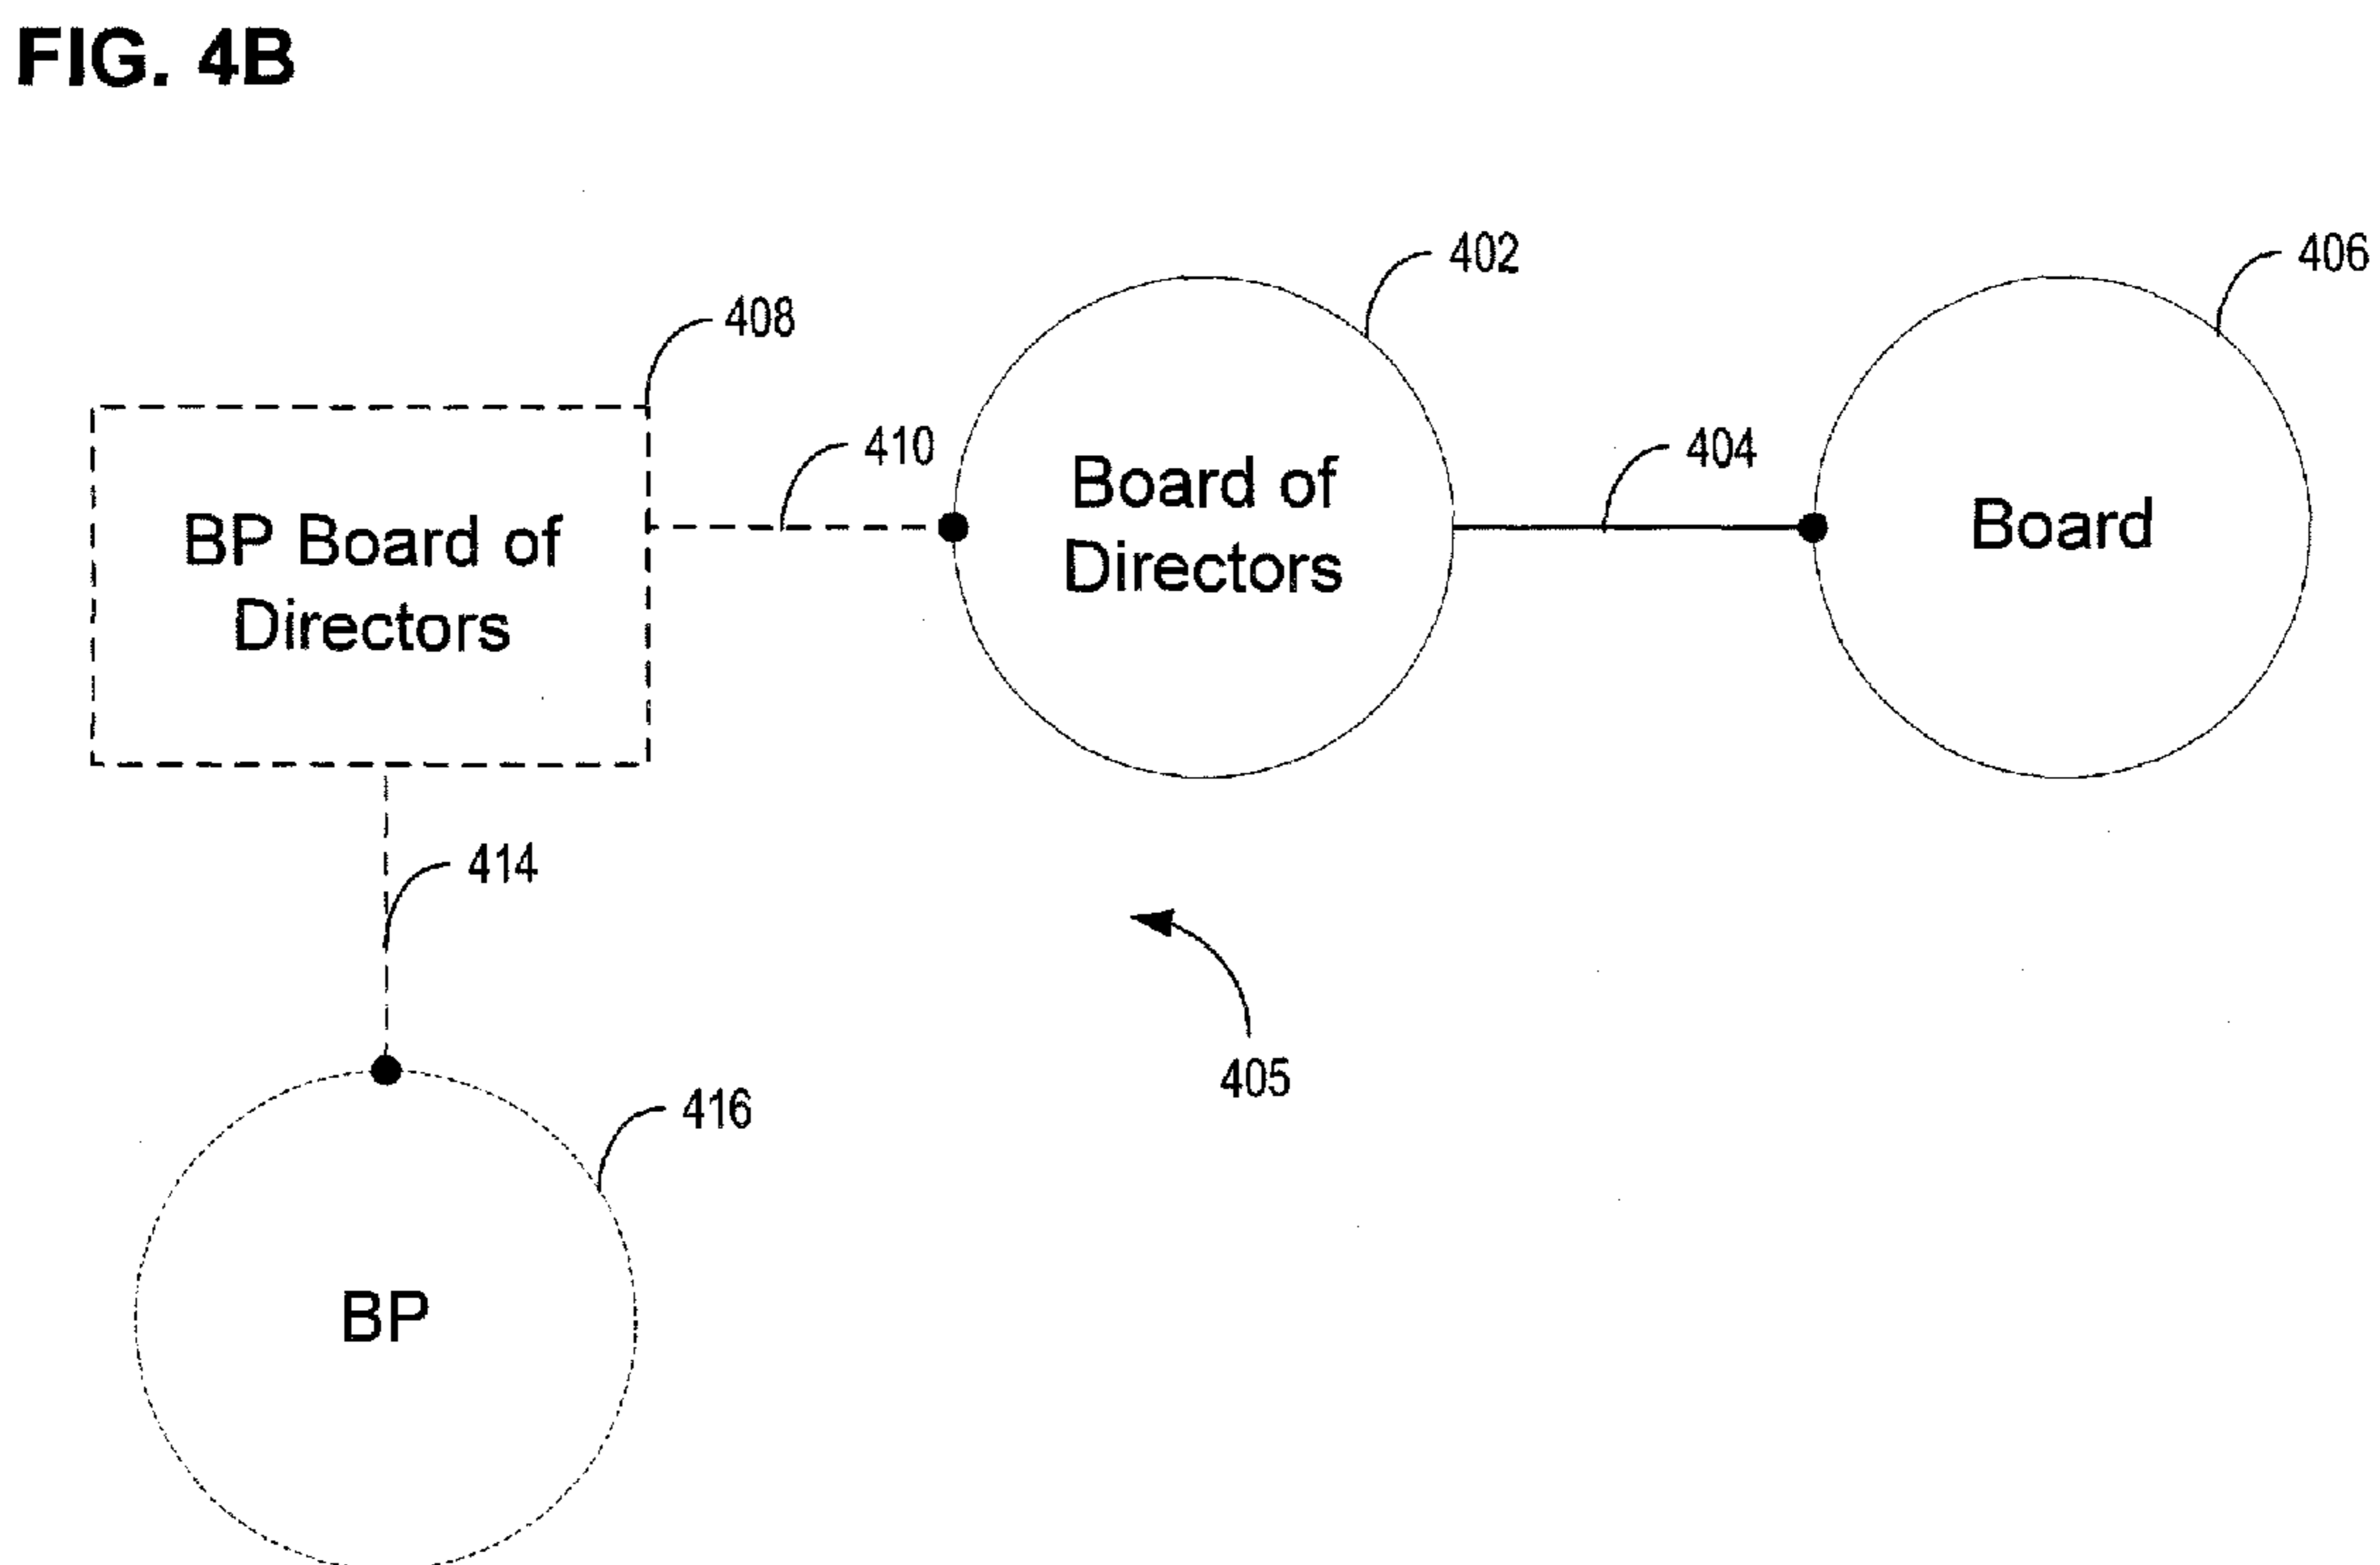 FIG. 4B
402
406
408
410
404
BP Board of
Directors
Board of
Directors
Board
414
405
416
BP